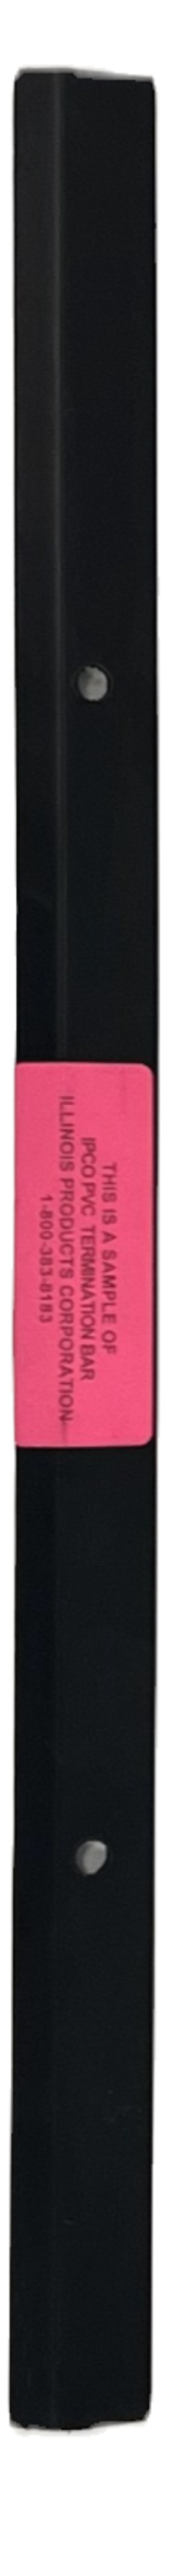 THIS IS A SAMPLE OF
IPCO PVC TERMINATION BAR
ILLINOIS PRODUCTS CORPORATION
1-800-383-8183